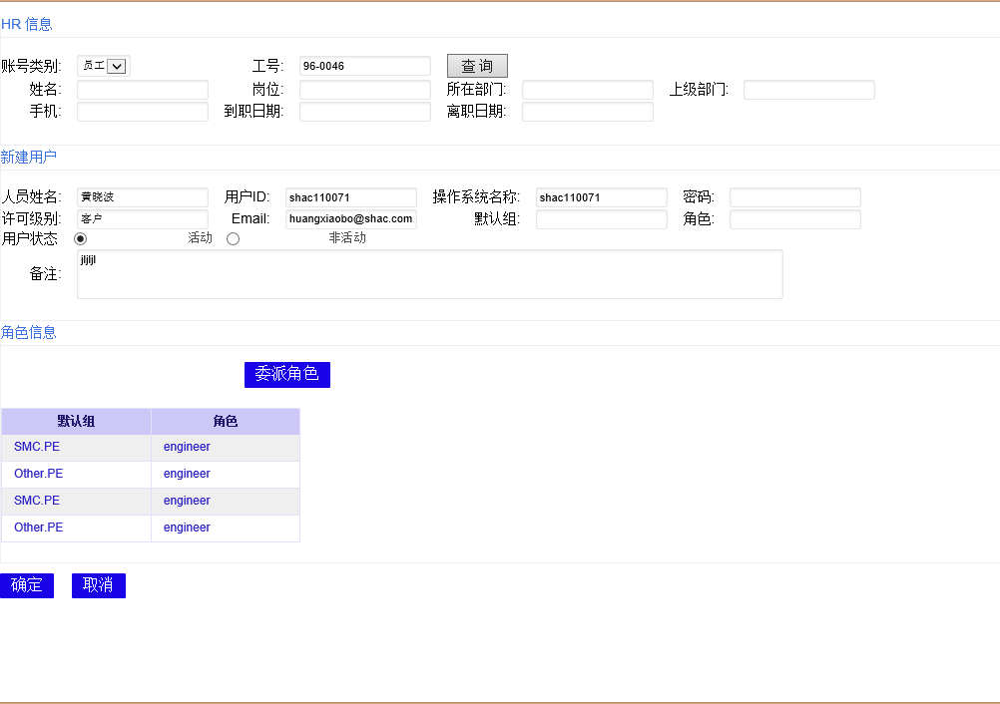 HR 信息
账号类别: 员工 工号: 96-0046 查 询
姓名: 岗位: 所在部门: 上级部门:
手机: 到职日期: 离职日期:
新建用户
人员姓名: 黄晓波 用户ID: shac110071 操作系统名称: shac110071 密码:
许可级别: 客户 Email: huangxiaobo@shac.com 默认组: 角色:
用户状态 活动 非活动
备注: jljljl
角色信息
委派角色
默认组 角色
SMC.PE engineer
Other.PE engineer
SMC.PE engineer
Other.PE engineer
确定 取消